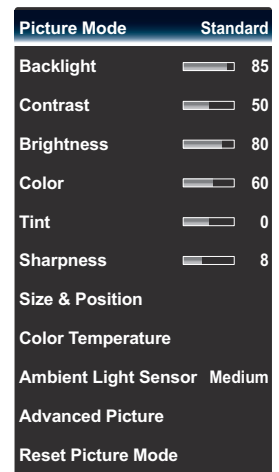 Picture Mode Standard
Backlight 85
Contrast 50
Brightness 80
Color 60
Tint 0
Sharpness 8
Size & Position
Color Temperature
Ambient Light Sensor Medium
Advanced Picture
Reset Picture Mode